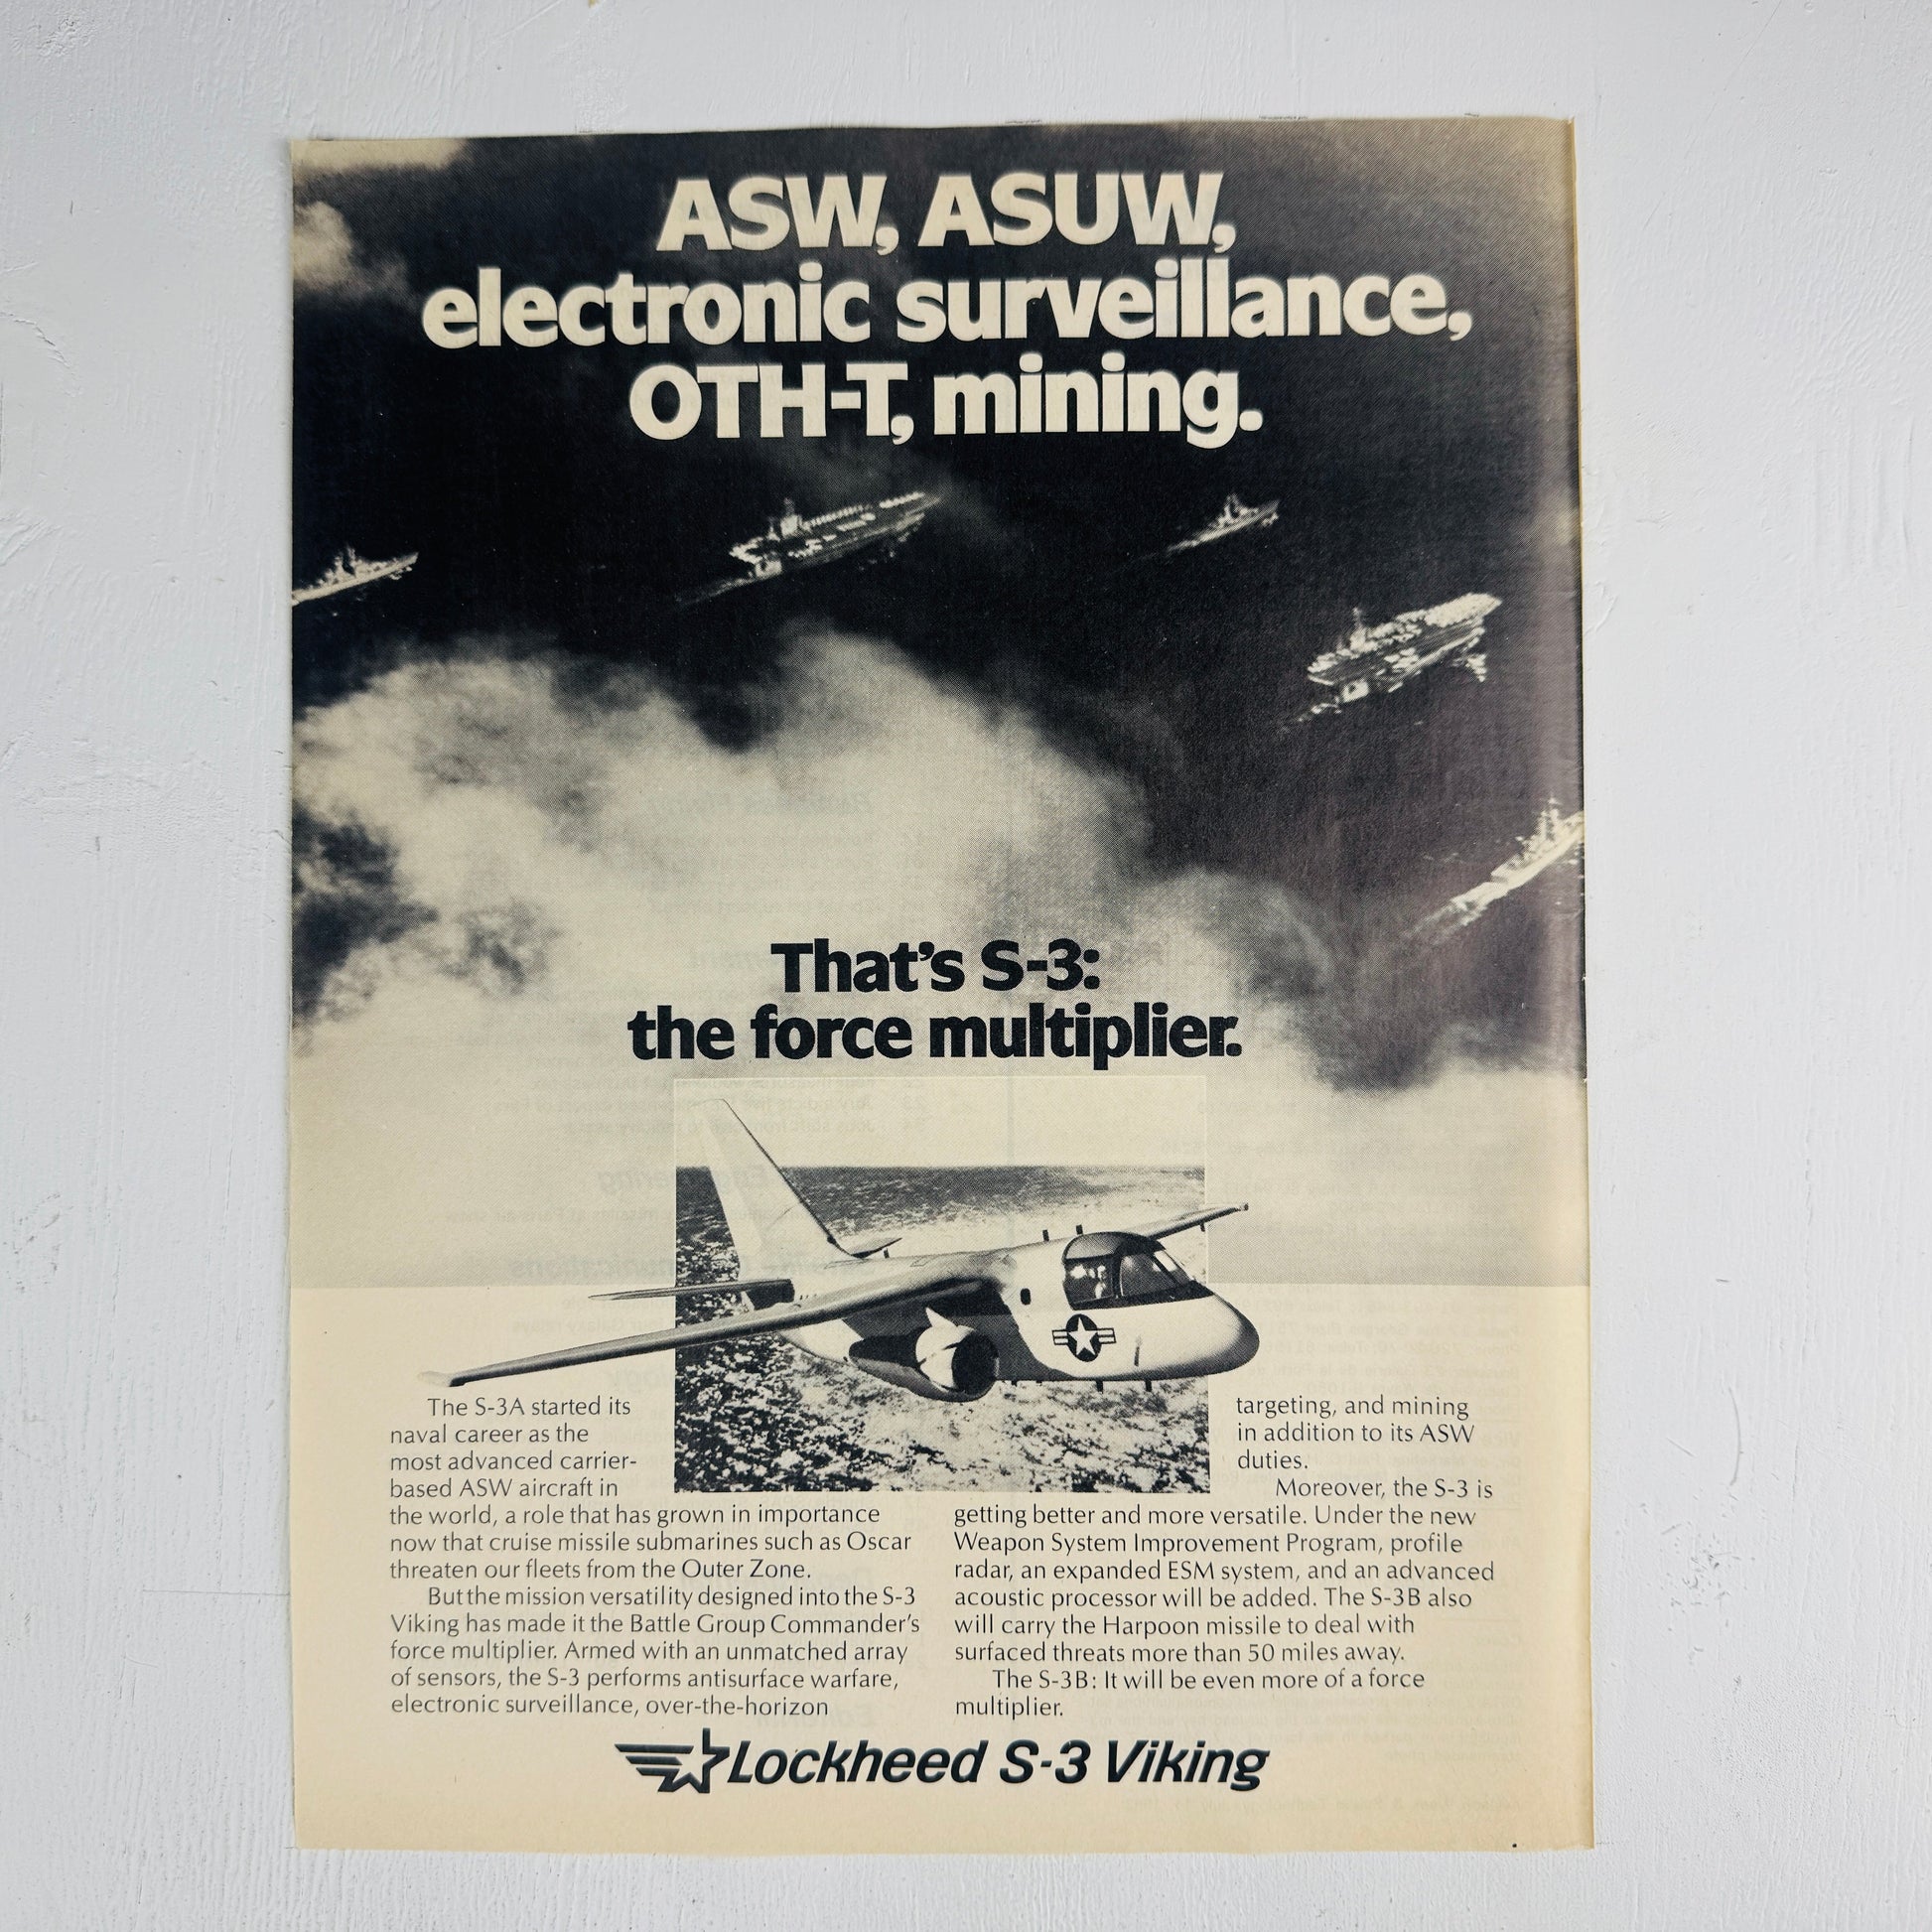 ASW, ASUW,
electronic surveillance,
OTH-T, mining.
That's S-3:
the force multiplier.
The S-3A started its
naval career as the
most advanced carrier-
based ASW aircraft in
the world, a role that has grown in importance
now that cruise missile submarines such as Oscar
threaten our fleets from the Outer Zone.
But the mission versatility designed into the S-3
Viking has made it the Battle Group Commander's
force multiplier. Armed with an unmatched array
of sensors, the S-3 performs antisurface warfare,
electronic surveillance, over-the-horizon
targeting, and mining
in addition to its ASW
duties.
Moreover, the S-3 is
getting better and more versatile. Under the new
Weapon System Improvement Program, profile
radar, an expanded ESM system, and an advanced
acoustic processor will be added. The S-3B also
will carry the Harpoon missile to deal with
surfaced threats more than 50 miles away.
The S-3B: It will be even more of a force
multiplier.
Lockheed S-3 Viking